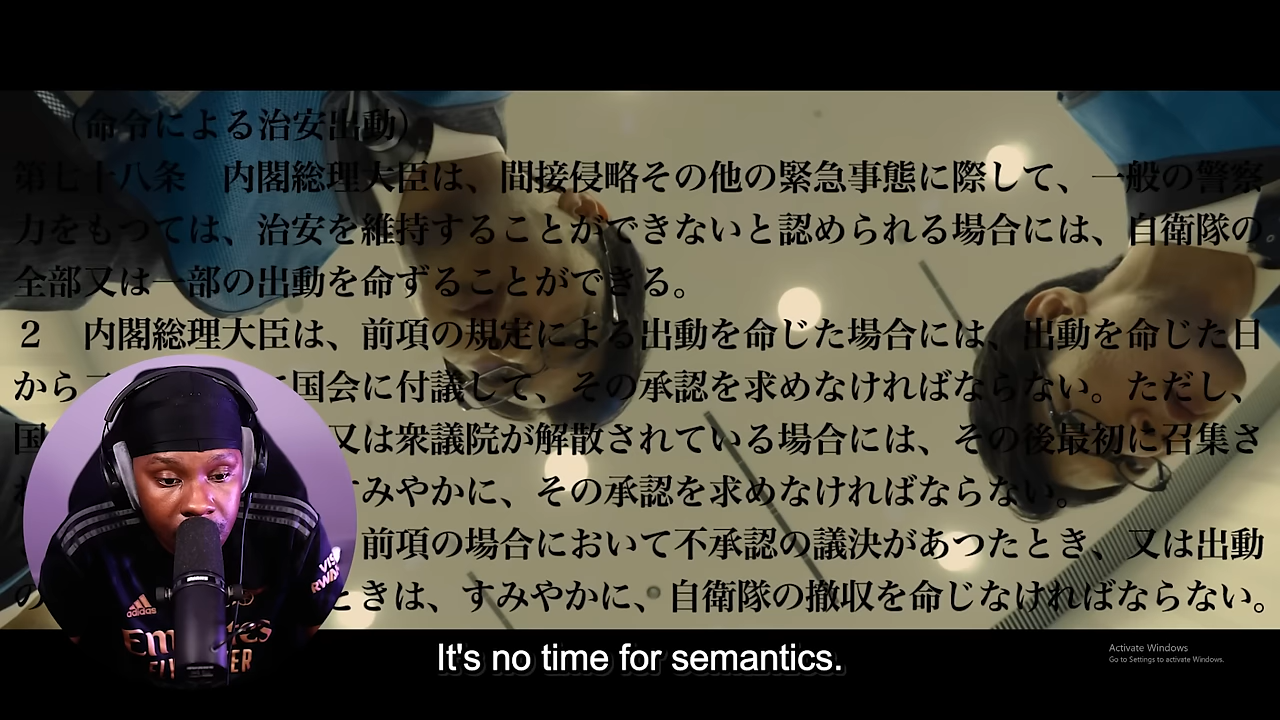 （命令による治安出動）
第七十八条　内閣総理大臣は、間接侵略その他の緊急事態に際して、一般の警察
力をもつては、治安を維持することができないと認められる場合には、自衛隊の
全部又は一部の出動を命ずることができる。
２　内閣総理大臣は、前項の規定による出動を命じた場合には、出動を命じた日
から 国会に付議して、その承認を求めなければならない。ただし、
国 又は衆議院が解散されている場合には、その後最初に召集さ
すみやかに、その承認を求めなければならない。
前項の場合において不承認の議決があつたとき、又は出動
の ときは、すみやかに、自衛隊の撤収を命じなければならない。
VISIT
RWA
adidas
Emirates
It's no time for semantics.
Activate Windows
Go to Settings to activate Windows.